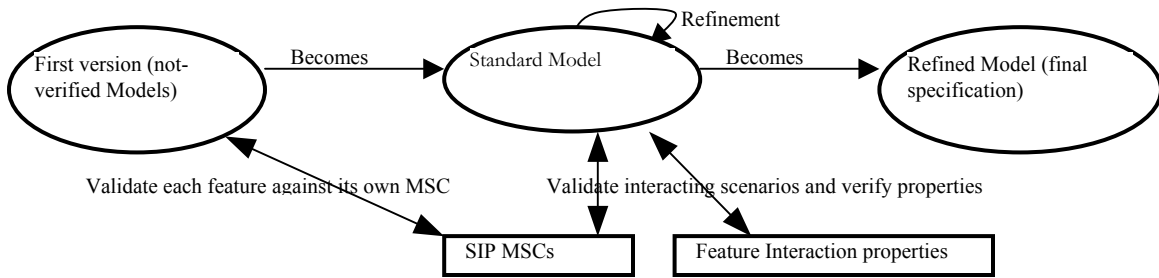 Refinement
First version (not-
verified Models)
Becomes
Standard Model
Becomes
Refined Model (final
specification)
Validate each feature against its own MSC
Validate interacting scenarios and verify properties
SIP MSCs
Feature Interaction properties